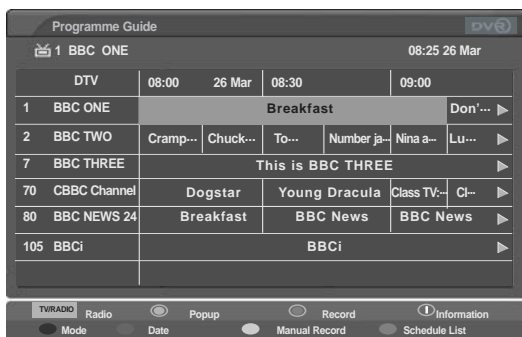 Programme Guide DVR
1 BBC ONE 08:25 26 Mar
DTV 08:00 26 Mar 08:30 09:00
1 BBC ONE Breakfast Don'···
2 BBC TWO Cramp··· Chuck··· To··· Number ja··· Nina a··· Lu···
7 BBC THREE This is BBC THREE
70 CBBC Channel Dogstar Young Dracula Class TV:··· Cl···
80 BBC NEWS 24 Breakfast BBC News BBC News
105 BBCi BBCi
TV/RADIO Radio Popup Record Information
Mode Date Manual Record Schedule List